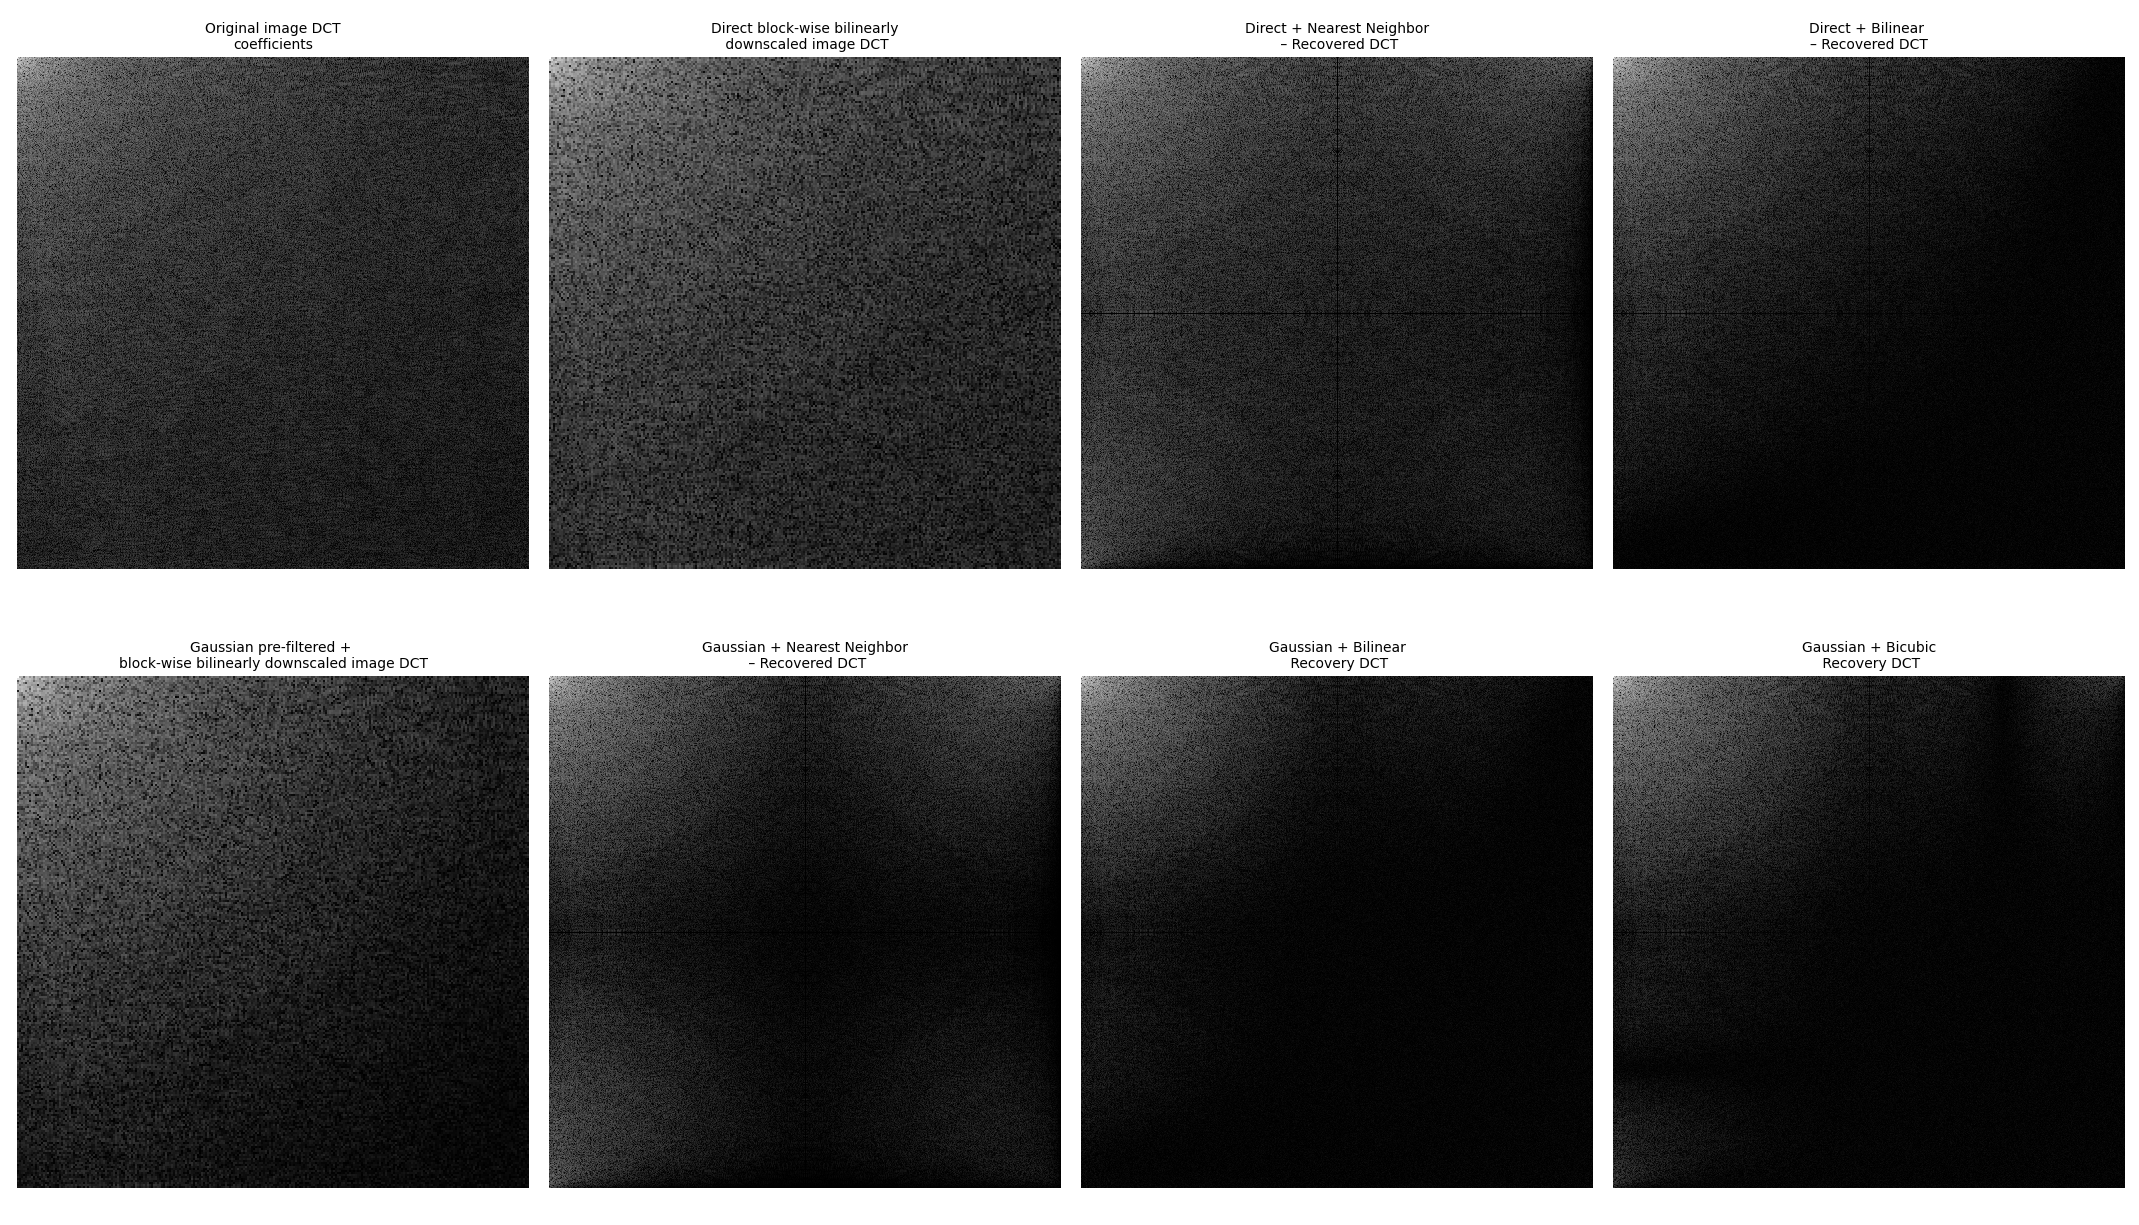 Original image DCT
coefficients
Direct block-wise bilinearly
downscaled image DCT
Direct + Nearest Neighbor
– Recovered DCT
Direct + Bilinear
– Recovered DCT
Gaussian pre-filtered +
block-wise bilinearly downscaled image DCT
Gaussian + Nearest Neighbor
– Recovered DCT
Gaussian + Bilinear
Recovery DCT
Gaussian + Bicubic
Recovery DCT